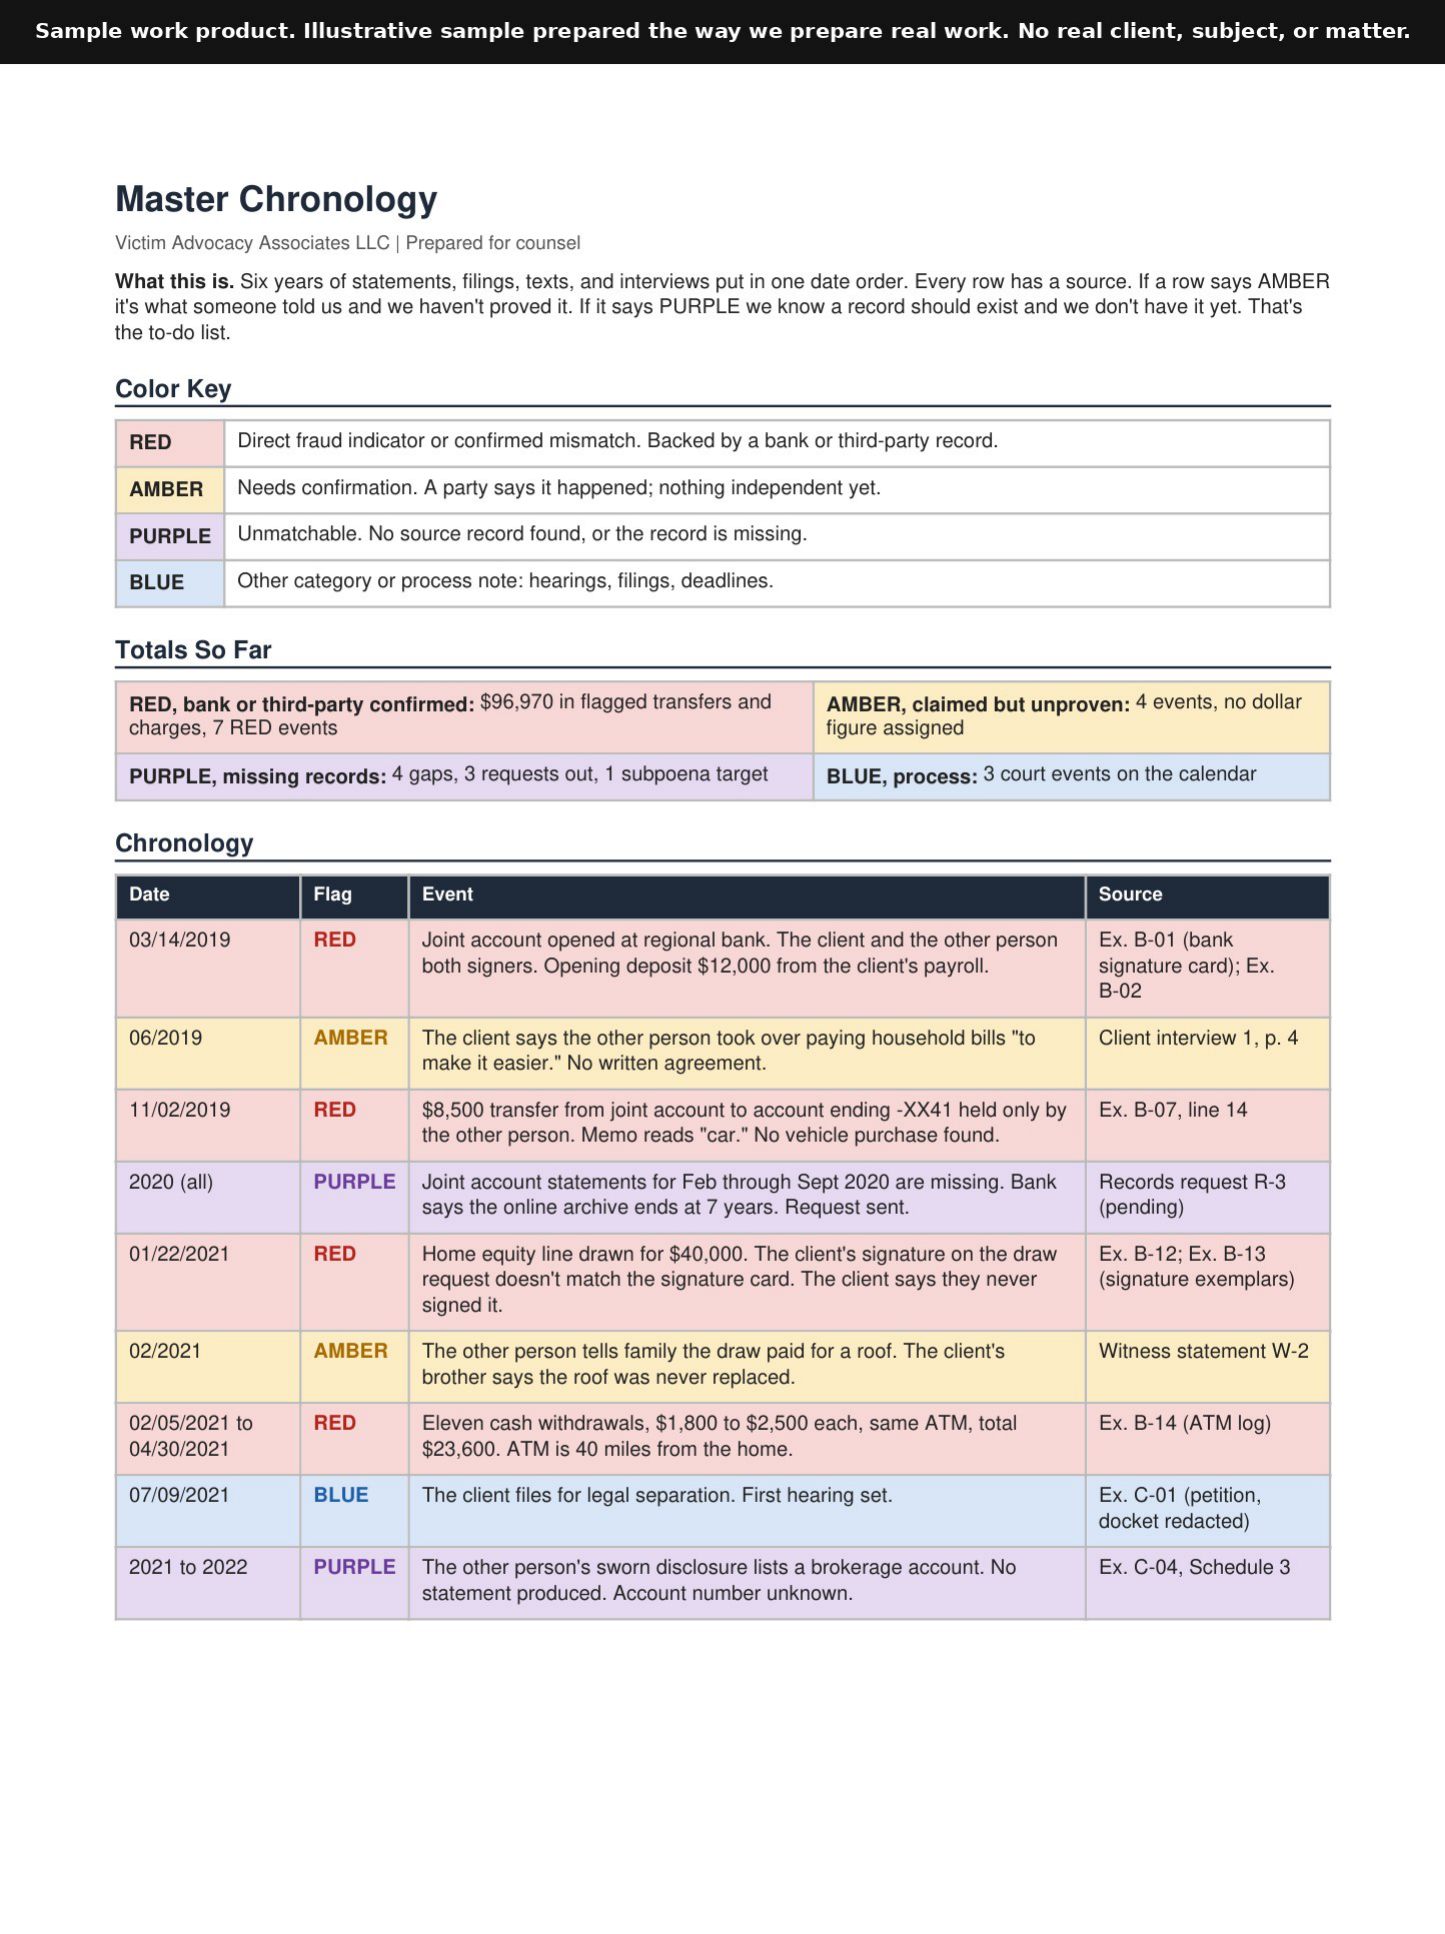 Sample work product. Illustrative sample prepared the way we prepare real work. No real client, subject, or matter.
Master Chronology
Victim Advocacy Associates LLC | Prepared for counsel
What this is. Six years of statements, filings, texts, and interviews put in one date order. Every row has a source. If a row says AMBER
it's what someone told us and we haven't proved it. If it says PURPLE we know a record should exist and we don't have it yet. That's
the to-do list.
Color Key
RED Direct fraud indicator or confirmed mismatch. Backed by a bank or third-party record.
AMBER Needs confirmation. A party says it happened; nothing independent yet.
PURPLE Unmatchable. No source record found, or the record is missing.
BLUE Other category or process note: hearings, filings, deadlines.
Totals So Far
RED, bank or third-party confirmed: $96,970 in flagged transfers and
charges, 7 RED events
AMBER, claimed but unproven: 4 events, no dollar
figure assigned
PURPLE, missing records: 4 gaps, 3 requests out, 1 subpoena target
BLUE, process: 3 court events on the calendar
Chronology
Date Flag Event Source
03/14/2019
RED
Joint account opened at regional bank. The client and the other person
both signers. Opening deposit $12,000 from the client's payroll.
Ex. B-01 (bank
signature card); Ex.
B-02
06/2019
AMBER
The client says the other person took over paying household bills "to
make it easier." No written agreement.
Client interview 1, p. 4
11/02/2019
RED
$8,500 transfer from joint account to account ending -XX41 held only by
the other person. Memo reads "car." No vehicle purchase found.
Ex. B-07, line 14
2020 (all)
PURPLE
Joint account statements for Feb through Sept 2020 are missing. Bank
says the online archive ends at 7 years. Request sent.
Records request R-3
(pending)
01/22/2021
RED
Home equity line drawn for $40,000. The client's signature on the draw
request doesn't match the signature card. The client says they never
signed it.
Ex. B-12; Ex. B-13
(signature exemplars)
02/2021
AMBER
The other person tells family the draw paid for a roof. The client's
brother says the roof was never replaced.
Witness statement W-2
02/05/2021 to
04/30/2021
RED
Eleven cash withdrawals, $1,800 to $2,500 each, same ATM, total
$23,600. ATM is 40 miles from the home.
Ex. B-14 (ATM log)
07/09/2021
BLUE
The client files for legal separation. First hearing set.
Ex. C-01 (petition,
docket redacted)
2021 to 2022
PURPLE
The other person's sworn disclosure lists a brokerage account. No
statement produced. Account number unknown.
Ex. C-04, Schedule 3